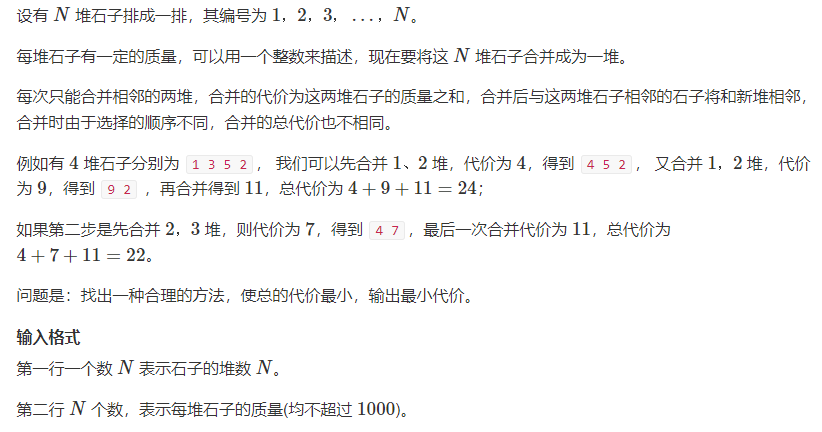 设有 N 堆石子排成一排，其编号为 1，2，3，…，N。
每堆石子有一定的质量，可以用一个整数来描述，现在要将这 N 堆石子合并成为一堆。
每次只能合并相邻的两堆，合并的代价为这两堆石子的质量之和，合并后与这两堆石子相邻的石子将和新堆相邻，
合并时由于选择的顺序不同，合并的总代价也不相同。
例如有 4 堆石子分别为 1 3 5 2， 我们可以先合并 1、2 堆，代价为 4，得到 4 5 2， 又合并 1，2 堆，代价
为 9，得到 9 2 ，再合并得到 11，总代价为 4 + 9 + 11 = 24；
如果第二步是先合并 2，3 堆，则代价为 7，得到 4 7 ，最后一次合并代价为 11，总代价为
4 + 7 + 11 = 22。
问题是：找出一种合理的方法，使总的代价最小，输出最小代价。
输入格式
第一行一个数 N 表示石子的堆数 N。
第二行 N 个数，表示每堆石子的质量(均不超过 1000)。